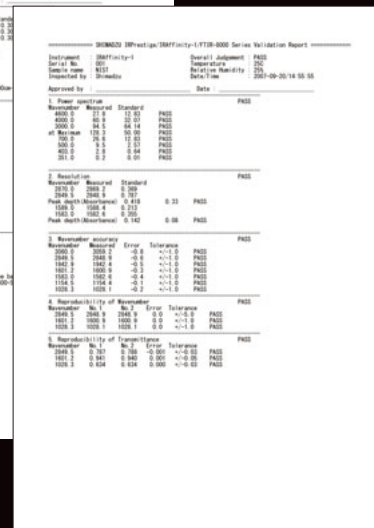 ============ SHIMADZU IRPrestige/IRAffinity/FTIR-8000 Series Validation Report ============
Instrument : IRAffinity-1 Overall Judgement : PASS
Serial No. : 001 Temperature : 25C
Sample name : NIST Relative Humidity : 25%
Inspected by : Shimadzu Date/Time : 2007-09-20/14:55:55
Approved by : Date :
1. Power spectrum PASS
Wavenumber Measured Standard
4600.0 27.8 12.83 PASS
4000.0 60.9 32.07 PASS
3000.0 94.5 64.14 PASS
at Maximum 128.3 50.00 PASS
700.0 26.6 12.83 PASS
500.0 9.5 2.57 PASS
403.0 2.8 0.64 PASS
351.0 0.2 0.01 PASS
2. Resolution PASS
Wavenumber Measured Standard
2870.0 2869.2 0.369
2849.5 2848.9 0.787
Peak depth(Absorbance) 0.418 0.33 PASS
1589.0 1588.4 0.213
1583.0 1582.6 0.355
Peak depth(Absorbance) 0.142 0.08 PASS
3. Wavenumber accuracy PASS
Wavenumber Measured Error Tolerance
3060.0 3059.2 -0.8 +/-1.0 PASS
2849.5 2848.9 -0.6 +/-1.0 PASS
1942.9 1942.4 -0.5 +/-1.0 PASS
1601.2 1600.9 -0.3 +/-1.0 PASS
1583.0 1582.6 -0.4 +/-1.0 PASS
1154.5 1154.4 -0.1 +/-1.0 PASS
1028.3 1028.1 -0.2 +/-1.0 PASS
4. Reproducibility of Wavenumber PASS
Wavenumber No.1 No.2 Error Tolerance
2849.5 2848.9 2848.9 0.0 +/-5.0 PASS
1601.2 1600.9 1600.9 0.0 +/-1.0 PASS
1028.3 1028.1 1028.1 0.0 +/-1.0 PASS
5. Reproducibility of Transmittance PASS
Wavenumber No.1 No.2 Error Tolerance
2849.5 0.787 0.788 -0.001 +/-0.03 PASS
1601.2 0.941 0.940 0.001 +/-0.05 PASS
1028.3 0.634 0.634 0.000 +/-0.03 PASS